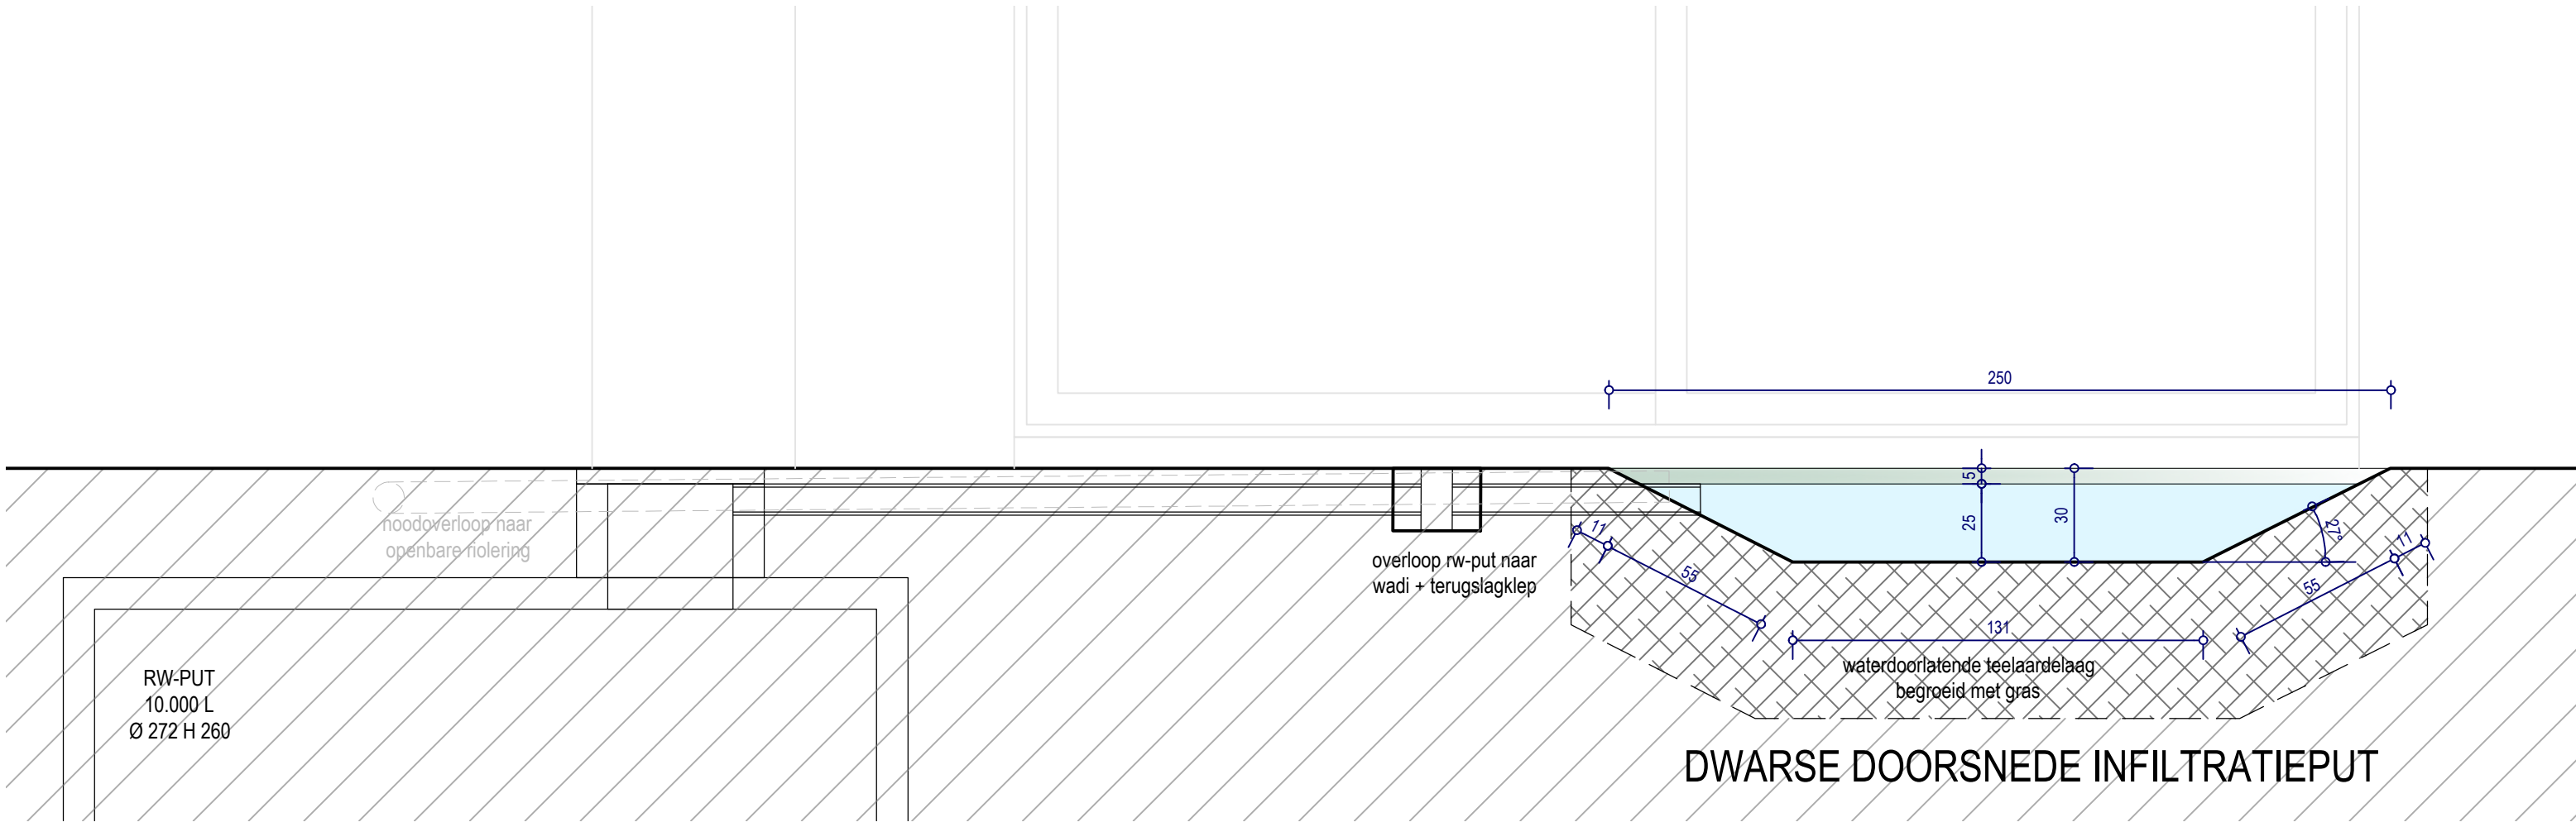 250
5
25
30
27°
11
55
11
55
131
noodoverloop naar
openbare riolering
overloop rw-put naar
wadi + terugslagklep
waterdoorlatende teelaardelaag
begroeid met gras
RW-PUT
10.000 L
Ø 272 H 260
DWARSE DOORSNEDE INFILTRATIEPUT